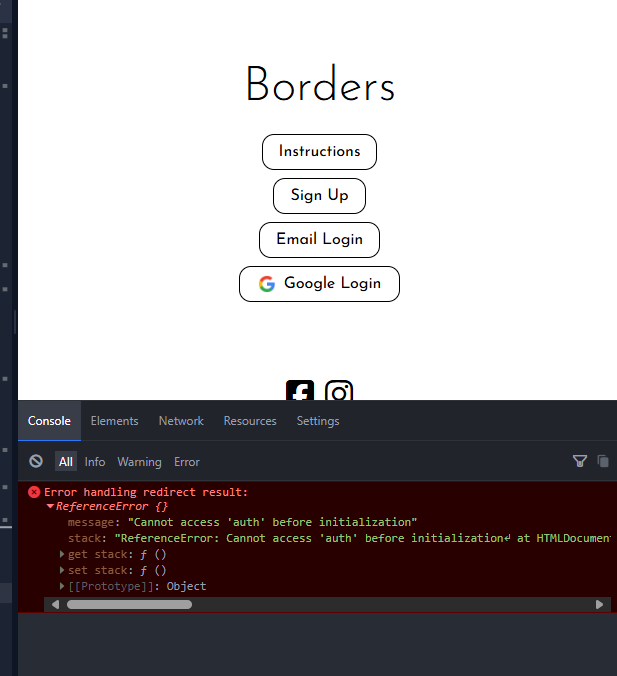 Borders
Instructions
Sign Up
Email Login
Google Login
Console Elements Network Resources Settings
All Info Warning Error
Error handling redirect result:
ReferenceError {}
message: "Cannot access 'auth' before initialization"
stack: "ReferenceError: Cannot access 'auth' before initialization↲ at HTMLDocumen
get stack: ƒ ()
set stack: ƒ ()
[[Prototype]]: Object